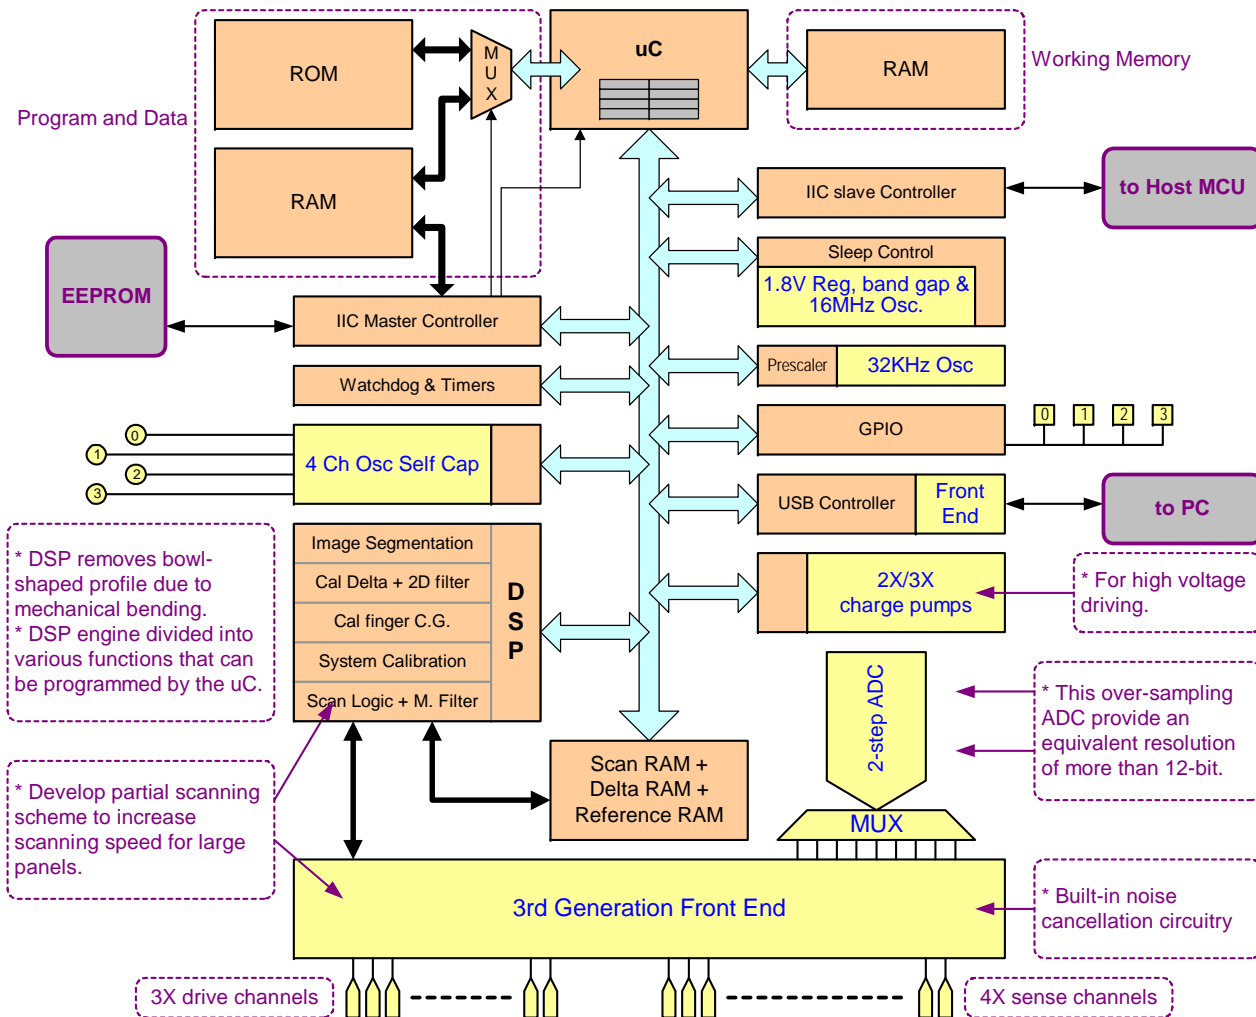 ROM
M
U
X
uC
RAM
Working Memory
Program and Data
RAM
IIC slave Controller
to Host MCU
Sleep Control
1.8V Reg, band gap &
16MHz Osc.
EEPROM
IIC Master Controller
Prescaler
32KHz Osc
Watchdog & Timers
GPIO
0
1
2
3
0
1
2
3
4 Ch Osc Self Cap
USB Controller
Front
End
to PC
* DSP removes bowl-
shaped profile due to
mechanical bending.
* DSP engine divided into
various functions that can
be programmed by the uC.
Image Segmentation
Cal Delta + 2D filter
Cal finger C.G.
System Calibration
Scan Logic + M. Filter
D
S
P
2X/3X
charge pumps
* For high voltage
driving.
2-step ADC
* This over-sampling
ADC provide an
equivalent resolution
of more than 12-bit.
* Develop partial scanning
scheme to increase
scanning speed for large
panels.
Scan RAM +
Delta RAM +
Reference RAM
MUX
3rd Generation Front End
* Built-in noise
cancellation circuitry
3X drive channels
4X sense channels